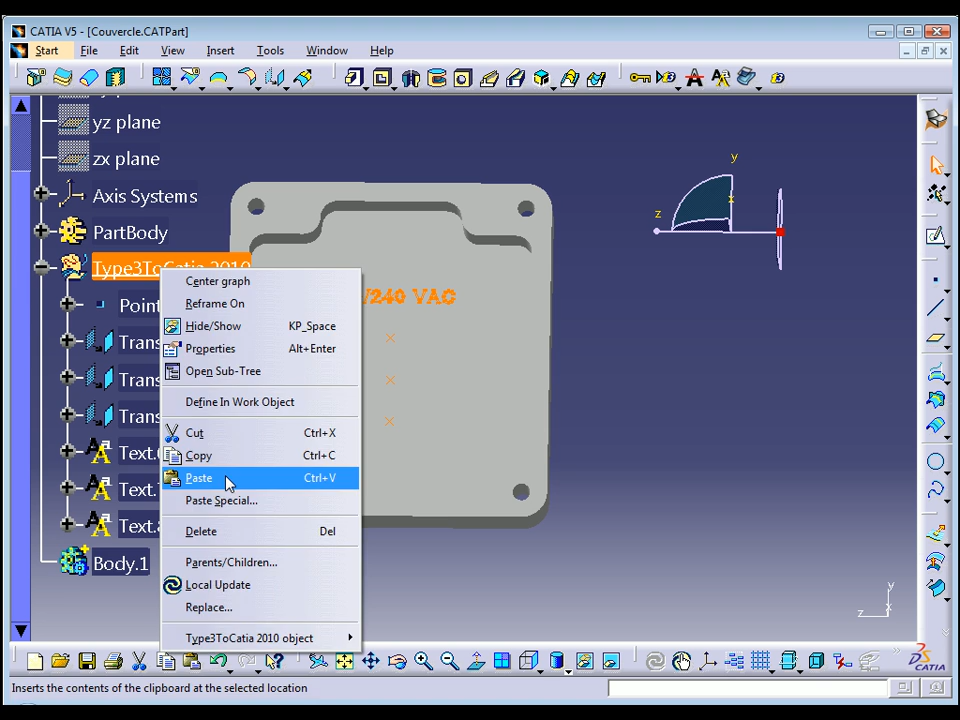 CATIA V5 - [Couvercle.CATPart]
Start File Edit View Insert Tools Window Help
yz plane
zx plane
Axis Systems
PartBody
Type3ToCatia 2010
Point
Trans
Trans
Trans
Text.
Text.
Text.
Body.1
Center graph
Reframe On
Hide/Show KP_Space
Properties Alt+Enter
Open Sub-Tree
Define In Work Object
Cut Ctrl+X
Copy Ctrl+C
Paste Ctrl+V
Paste Special...
Delete Del
Parents/Children...
Local Update
Replace...
Type3ToCatia 2010 object
/240 VAC
y
x
z
y
z x
DS
CATIA
Inserts the contents of the clipboard at the selected location